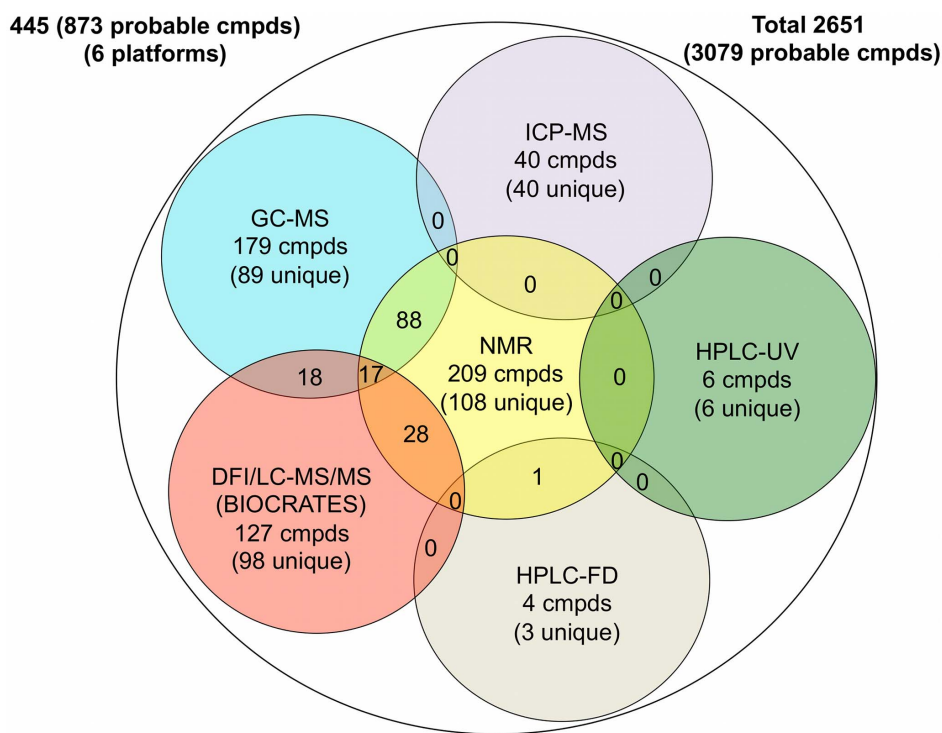 445 (873 probable cmpds)
(6 platforms)
Total 2651
(3079 probable cmpds)
ICP-MS
40 cmpds
(40 unique)
GC-MS
179 cmpds
(89 unique)
0
0
0
0
0
88
NMR
209 cmpds
(108 unique)
HPLC-UV
6 cmpds
(6 unique)
18
17
0
28
1
0
0
DFI/LC-MS/MS
(BIOCRATES)
127 cmpds
(98 unique)
0
0
HPLC-FD
4 cmpds
(3 unique)